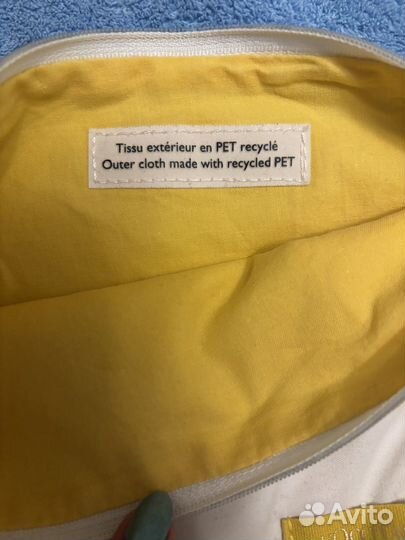 Tissu extérieur en PET recyclé
Outer cloth made with recycled PET
Avito